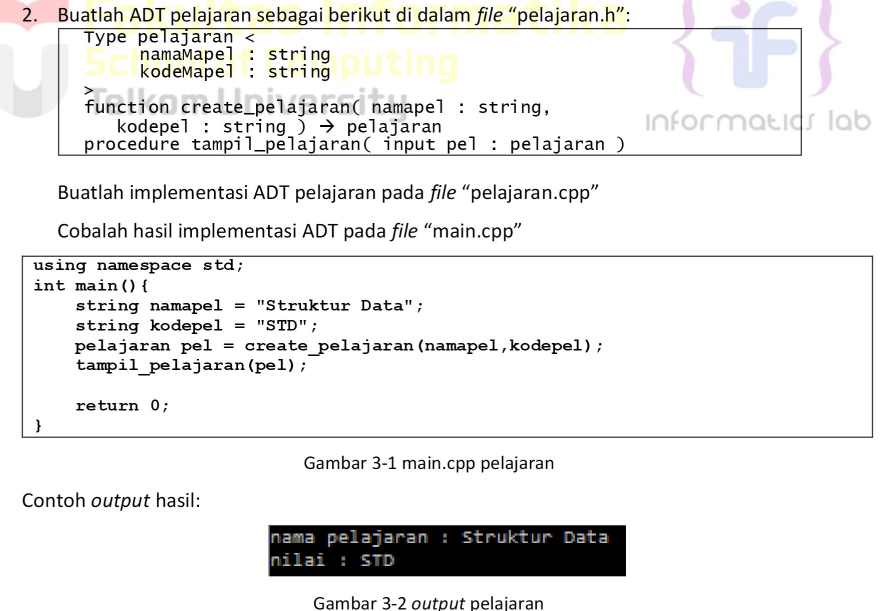 Fakultas Informatika
School of Computing
Telkom University
informatics lab
2. Buatlah ADT pelajaran sebagai berikut di dalam file “pelajaran.h”:
Type pelajaran <
namaMapel : string
kodeMapel : string
>
function create_pelajaran( namapel : string,
kodepel : string ) → pelajaran
procedure tampil_pelajaran( input pel : pelajaran )
Buatlah implementasi ADT pelajaran pada file “pelajaran.cpp”
Cobalah hasil implementasi ADT pada file “main.cpp”
using namespace std;
int main(){
string namapel = "Struktur Data";
string kodepel = "STD";
pelajaran pel = create_pelajaran(namapel,kodepel);
tampil_pelajaran(pel);
return 0;
}
Gambar 3-1 main.cpp pelajaran
Contoh output hasil:
nama pelajaran : Struktur Data
nilai : STD
Gambar 3-2 output pelajaran